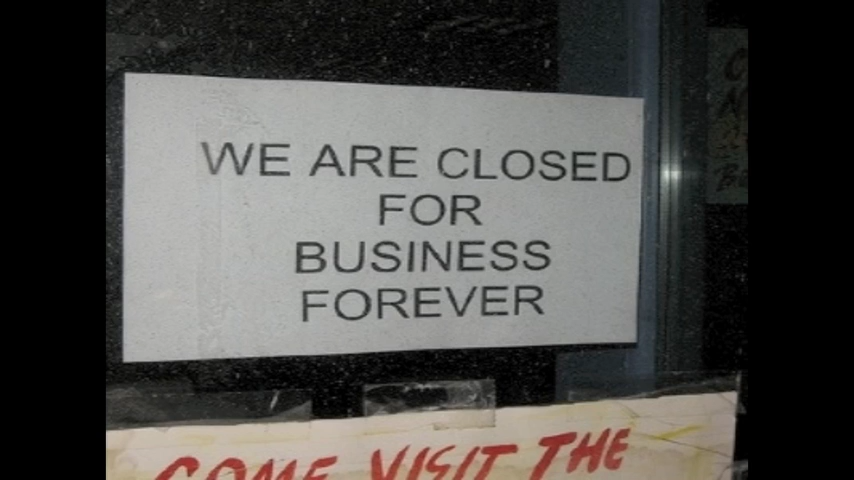 WE ARE CLOSED
FOR
BUSINESS
FOREVER
COME VISIT THE